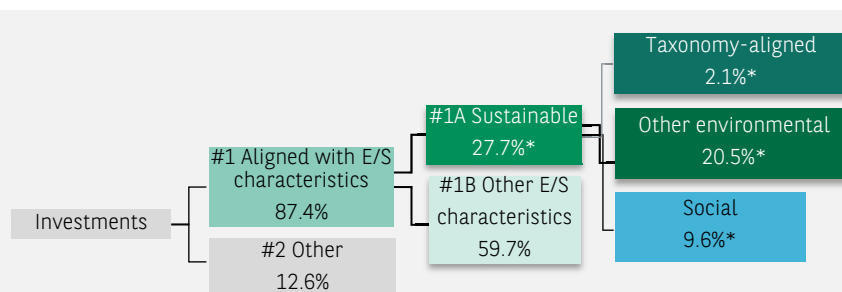 Investments
#1 Aligned with E/S
characteristics
87.4%
#2 Other
12.6%
#1A Sustainable
27.7%*
#1B Other E/S
characteristics
59.7%
Taxonomy-aligned
2.1%*
Other environmental
20.5%*
Social
9.6%*